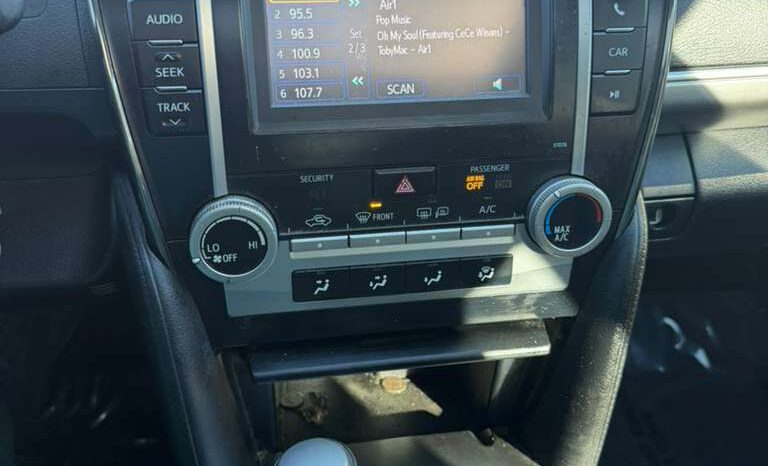 AUDIO
SEEK
TRACK
Air1
Pop Music
Oh My Soul (Featuring CeCe Winans) -
TobyMac - Air1
2 95.5
3 96.3
4 100.9
5 103.1
6 107.7
Set
2/3
SCAN
CAR
SECURITY
PASSENGER
AIR BAG
OFF
ON
FRONT
A/C
LO
HI
OFF
MAX
A/C